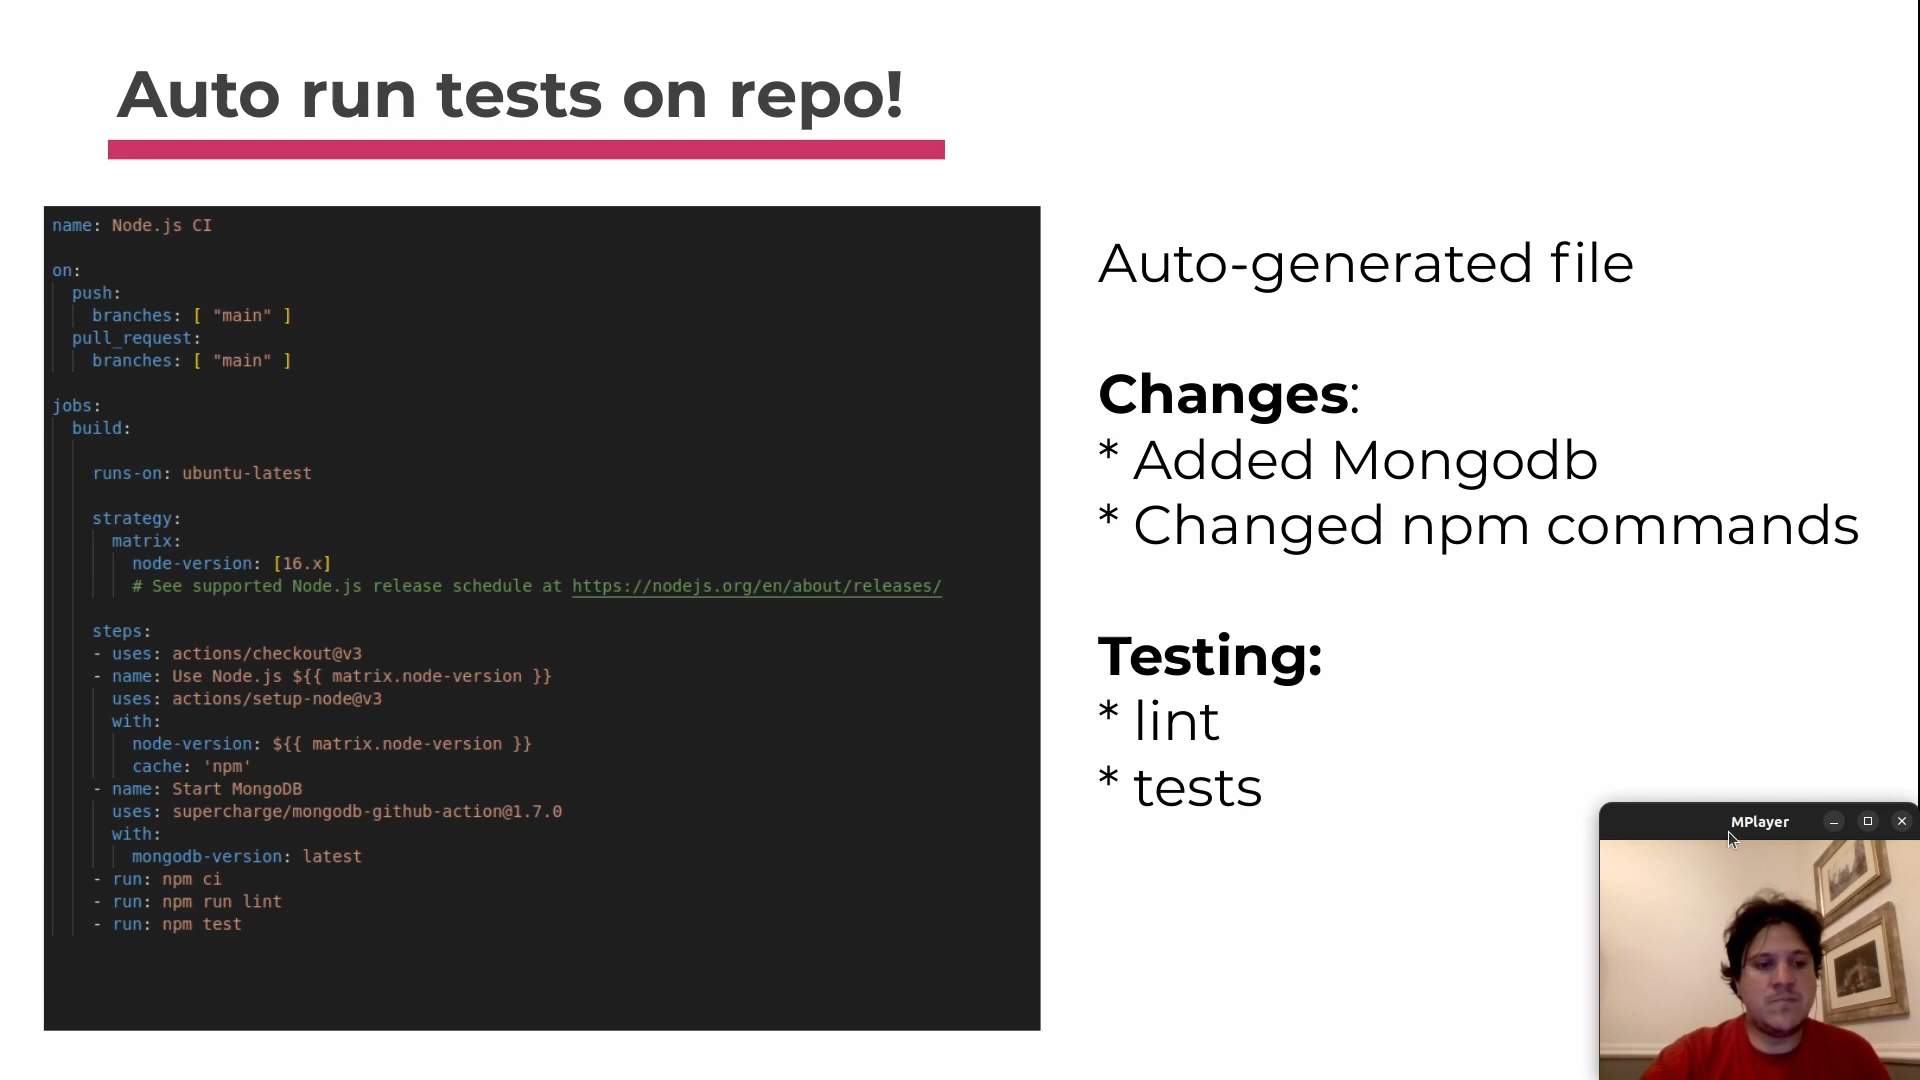 Auto run tests on repo!
name: Node.js CI
on:
push:
branches: [ "main" ]
pull_request:
branches: [ "main" ]
jobs:
build:
runs-on: ubuntu-latest
strategy:
matrix:
node-version: [16.x]
# See supported Node.js release schedule at https://nodejs.org/en/about/releases/
steps:
- uses: actions/checkout@v3
- name: Use Node.js ${{ matrix.node-version }}
uses: actions/setup-node@v3
with:
node-version: ${{ matrix.node-version }}
cache: 'npm'
- name: Start MongoDB
uses: supercharge/mongodb-github-action@1.7.0
with:
mongodb-version: latest
- run: npm ci
- run: npm run lint
- run: npm test
Auto-generated file
Changes:
* Added Mongodb
* Changed npm commands
Testing:
* lint
* tests
MPlayer